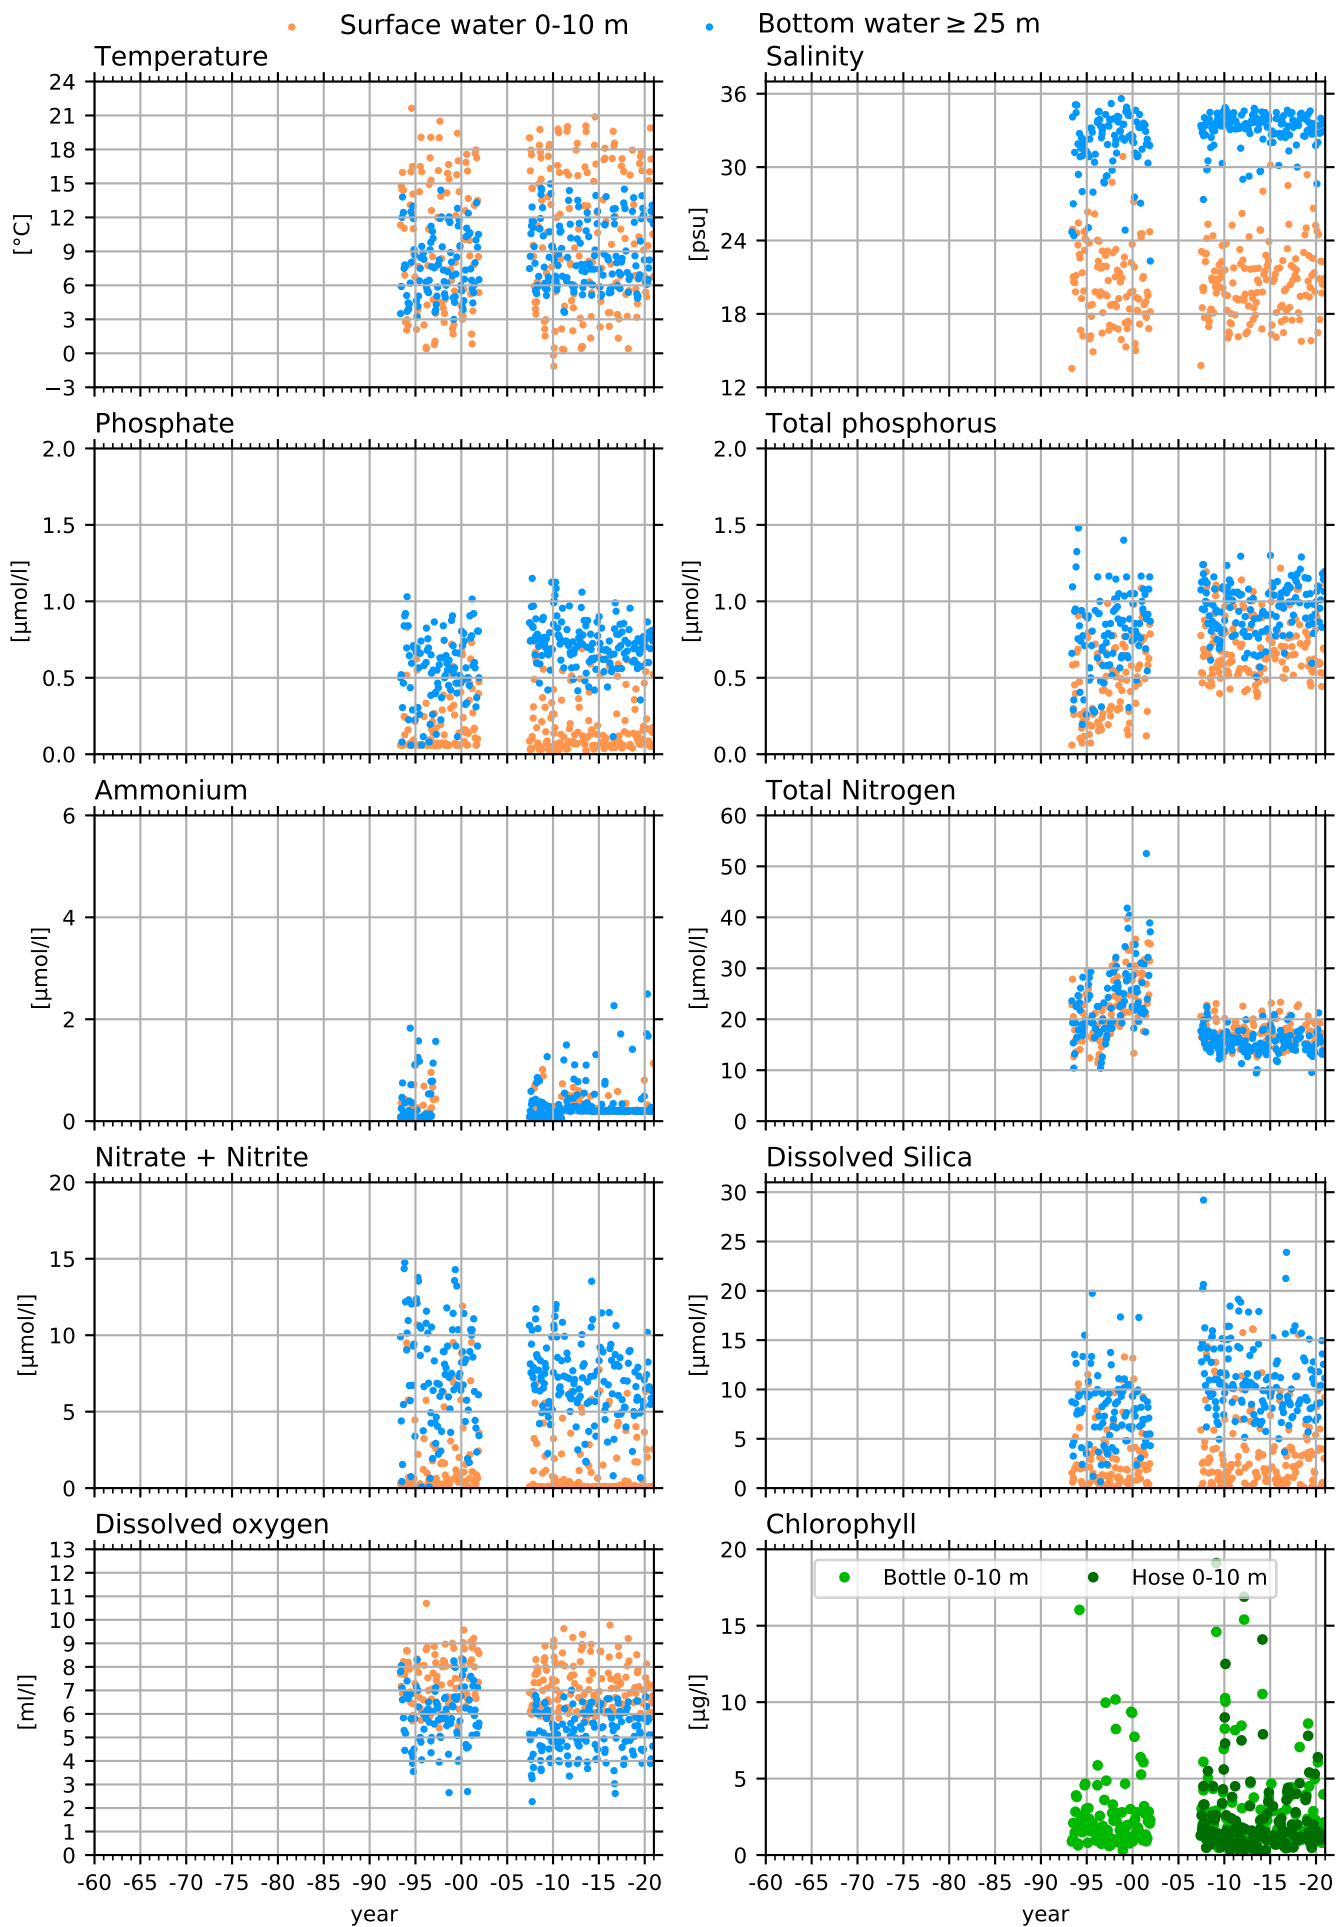 Surface water 0-10 m Bottom water ≥ 25 m
Temperature
24
21
18
15
12
9
6
3
0
−3
[°C]
Salinity
36
30
24
18
12
[psu]
Phosphate
2.0
1.5
1.0
0.5
0.0
[µmol/l]
Total phosphorus
2.0
1.5
1.0
0.5
0.0
[µmol/l]
Ammonium
6
4
2
0
[µmol/l]
Total Nitrogen
60
50
40
30
20
10
0
[µmol/l]
Nitrate + Nitrite
20
15
10
5
0
[µmol/l]
Dissolved Silica
30
25
20
15
10
5
0
[µmol/l]
Dissolved oxygen
13
12
11
10
9
8
7
6
5
4
3
2
1
0
[ml/l]
-60 -65 -70 -75 -80 -85 -90 -95 -00 -05 -10 -15 -20
year
Chlorophyll
Bottle 0-10 m Hose 0-10 m
20
15
10
5
0
[µg/l]
-60 -65 -70 -75 -80 -85 -90 -95 -00 -05 -10 -15 -20
year